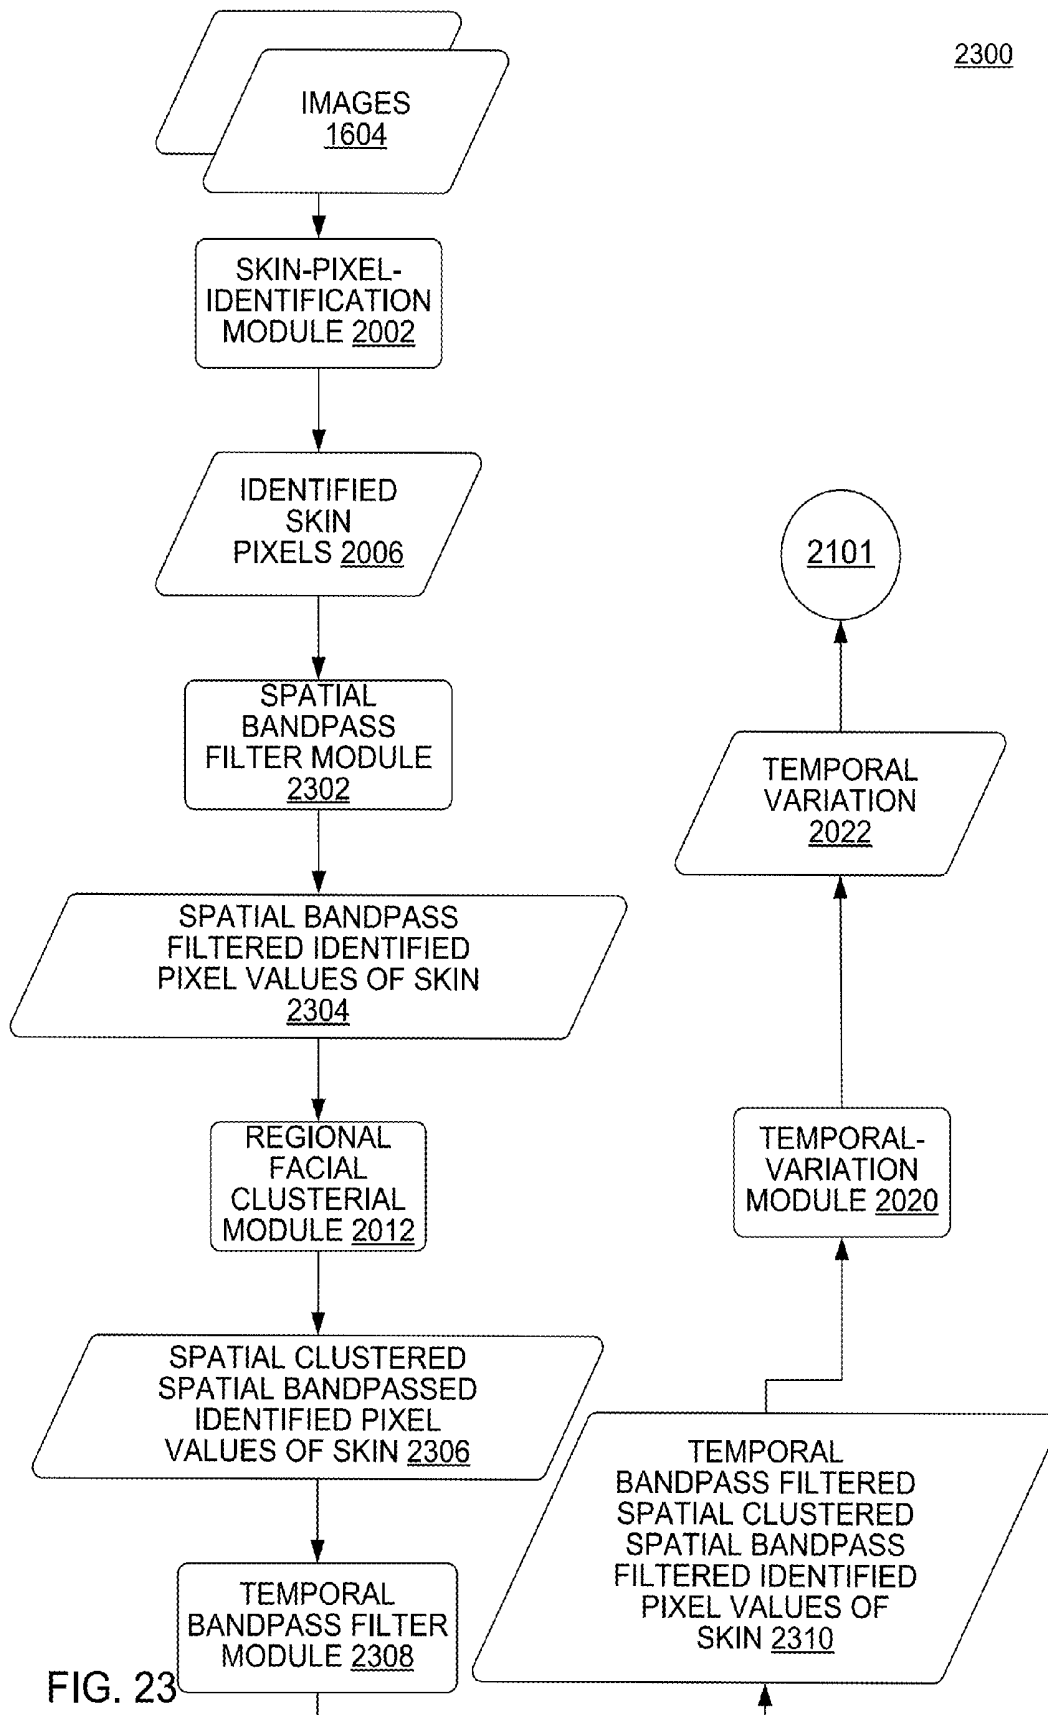 2300
IMAGES
1604
SKIN-PIXEL-
IDENTIFICATION
MODULE 2002
IDENTIFIED
SKIN
PIXELS 2006
SPATIAL
BANDPASS
FILTER MODULE
2302
SPATIAL BANDPASS
FILTERED IDENTIFIED
PIXEL VALUES OF SKIN
2304
REGIONAL
FACIAL
CLUSTERIAL
MODULE 2012
SPATIAL CLUSTERED
SPATIAL BANDPASSED
IDENTIFIED PIXEL
VALUES OF SKIN 2306
TEMPORAL
BANDPASS FILTER
MODULE 2308
TEMPORAL
BANDPASS FILTERED
SPATIAL CLUSTERED
SPATIAL BANDPASS
FILTERED IDENTIFIED
PIXEL VALUES OF
SKIN 2310
TEMPORAL-
VARIATION
MODULE 2020
TEMPORAL
VARIATION
2022
2101
FIG. 23